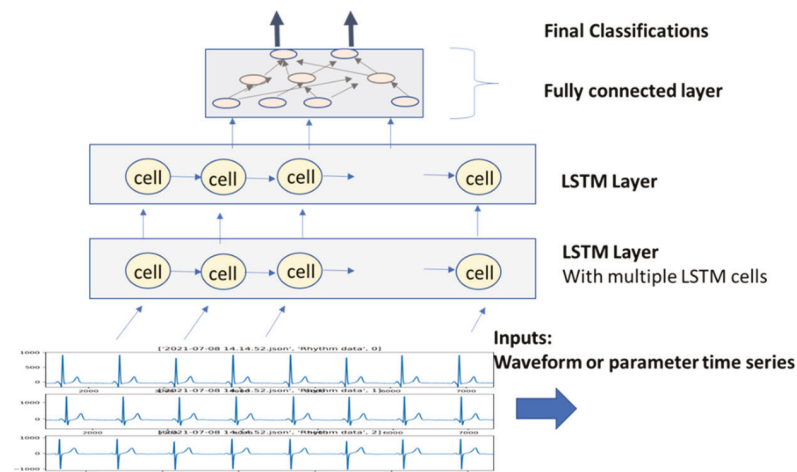 Final Classifications
Fully connected layer
cell cell cell cell
LSTM Layer
cell cell cell cell
LSTM Layer
With multiple LSTM cells
Inputs:
Waveform or parameter time series
['2021-07-08 14.14.52.json', 'Rhythm data', 0]
1000
500
0
2000 6000 7000
1000
0
2000 6000 7000
['2021-07-08 14.14.52.json', 'Rhythm data', 2]
1000
0
−1000